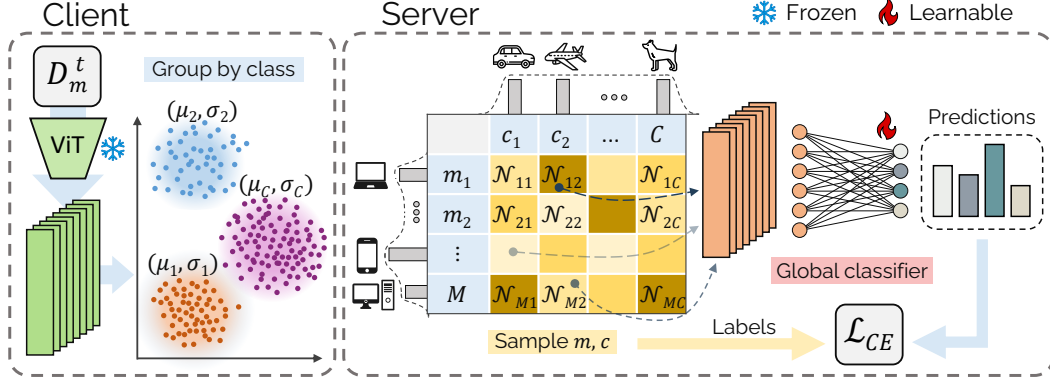 Client
Server
Frozen
Learnable
D_m^t
Group by class
ViT
(μ_2, σ_2)
(μ_C, σ_C)
(μ_1, σ_1)
c_1 c_2 ... C
m_1 𝒩_11 𝒩_12 𝒩_1C
m_2 𝒩_21 𝒩_22 𝒩_2C
⋮
M 𝒩_M1 𝒩_M2 𝒩_MC
Sample m, c
Predictions
Global classifier
Labels
ℒ_CE